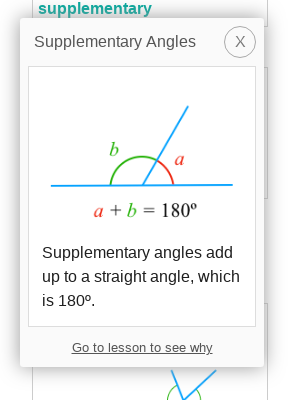 supplementary
Supplementary Angles
X
b
a
a + b = 180º
Supplementary angles add
up to a straight angle, which
is 180º.
Go to lesson to see why